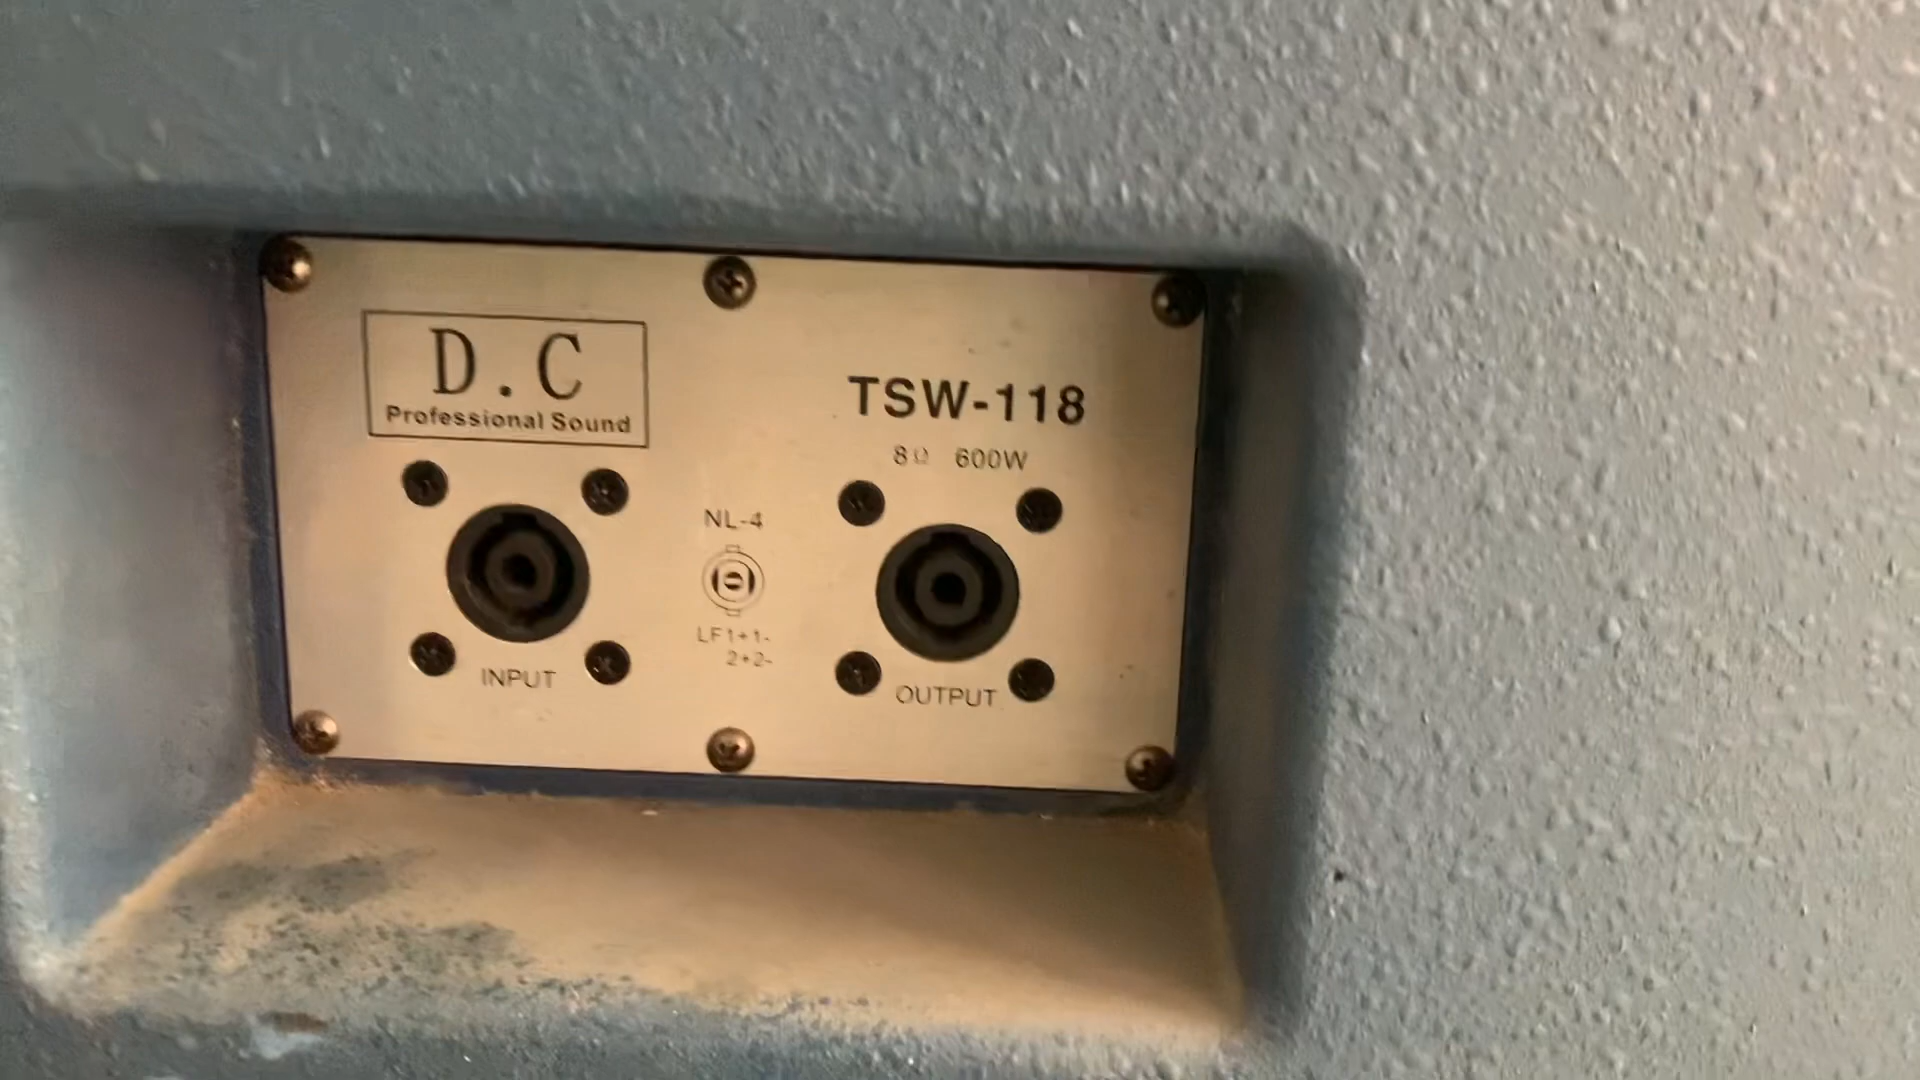 D.C
Professional Sound
TSW-118
8Ω 600W
NL-4
LF1+1-
2+2-
INPUT
OUTPUT